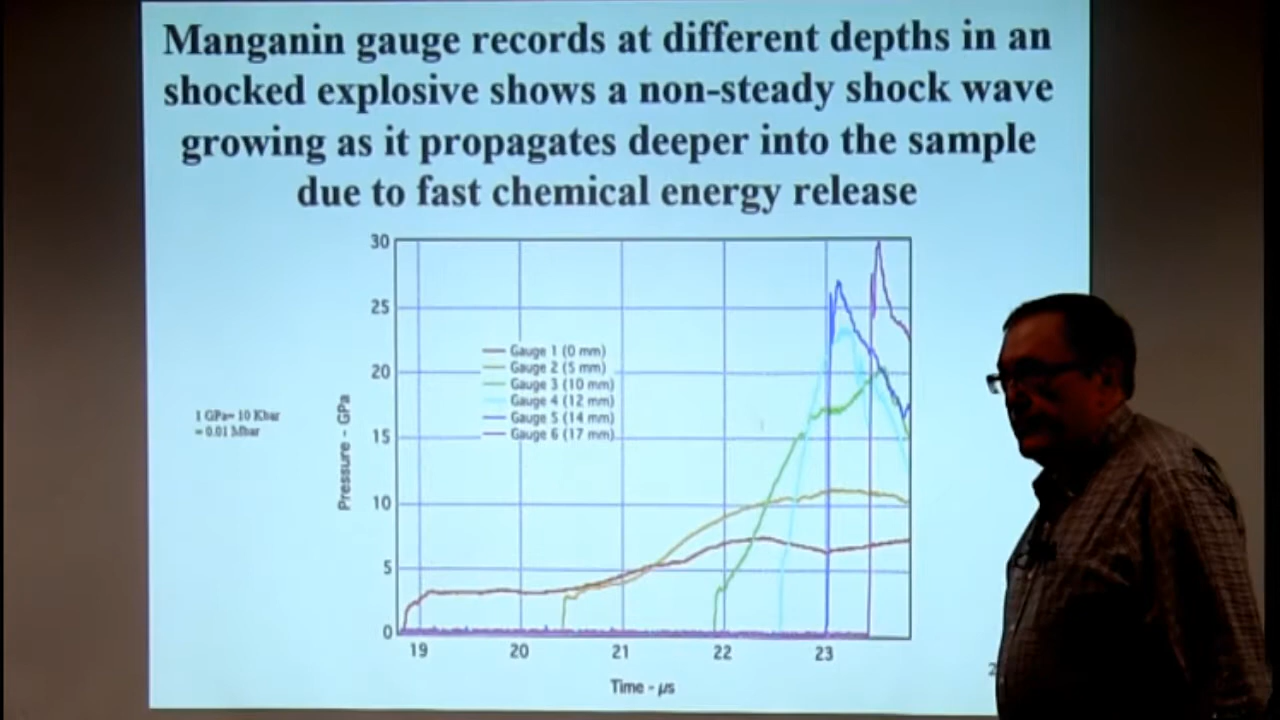 Manganin gauge records at different depths in an
shocked explosive shows a non-steady shock wave
growing as it propagates deeper into the sample
due to fast chemical energy release
30
25
20
15
10
5
0
Pressure - GPa
Gauge 1 (0 mm)
Gauge 2 (5 mm)
Gauge 3 (10 mm)
Gauge 4 (12 mm)
Gauge 5 (14 mm)
Gauge 6 (17 mm)
1 GPa= 10 Kbar
= 0.01 Mbar
19 20 21 22 23
Time - µs